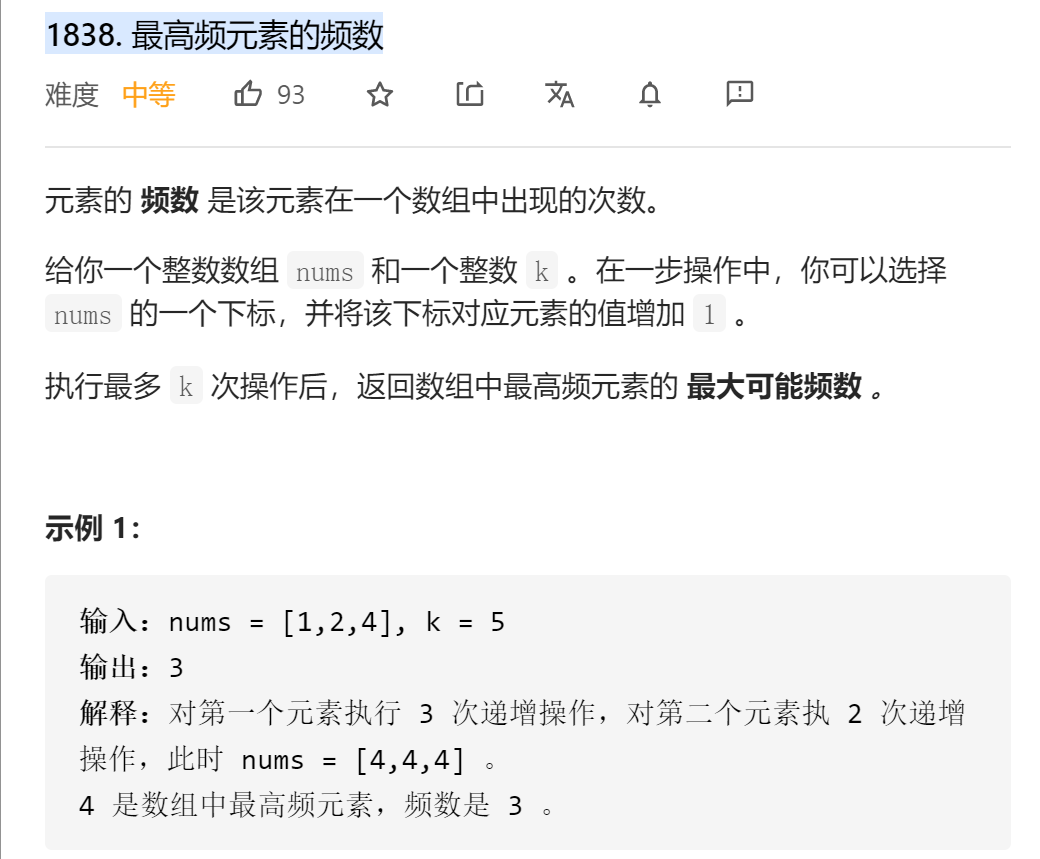 1838. 最高频元素的频数
难度 中等 93
元素的 频数 是该元素在一个数组中出现的次数。
给你一个整数数组 nums 和一个整数 k 。在一步操作中，你可以选择
nums 的一个下标，并将该下标对应元素的值增加 1 。
执行最多 k 次操作后，返回数组中最高频元素的 最大可能频数 。
示例 1：
输入：nums = [1,2,4], k = 5
输出：3
解释：对第一个元素执行 3 次递增操作，对第二个元素执 2 次递增
操作，此时 nums = [4,4,4] 。
4 是数组中最高频元素，频数是 3 。